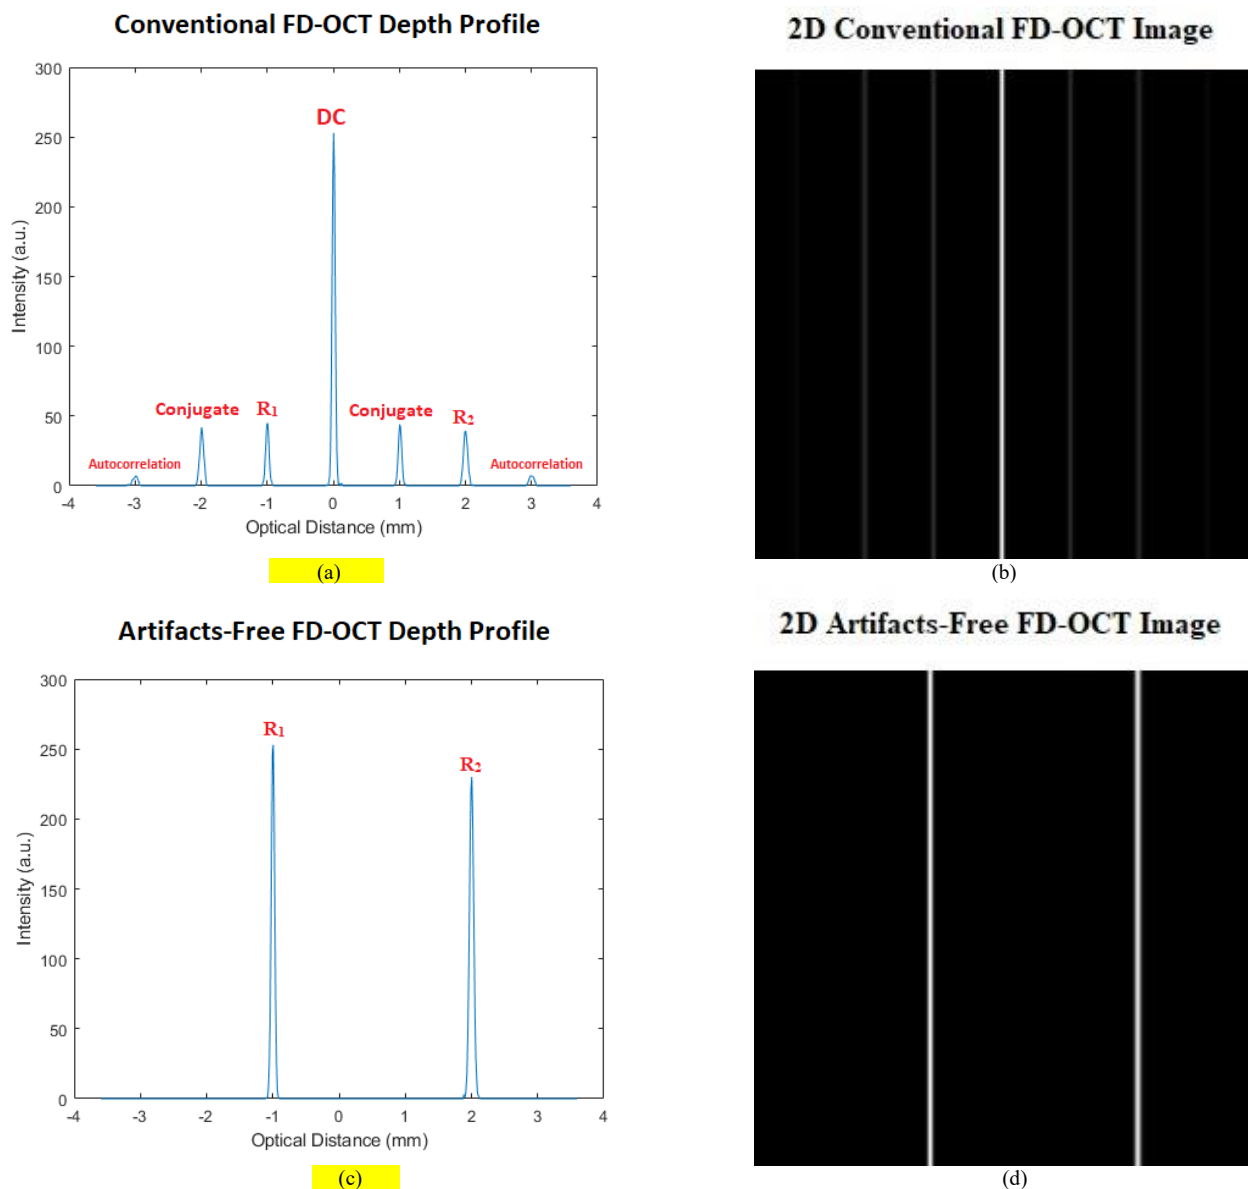 Conventional FD-OCT Depth Profile
300
250
200
150
100
50
0
Intensity (a.u.)
DC
Conjugate
R1
Conjugate
R2
Autocorrelation
Autocorrelation
-4 -3 -2 -1 0 1 2 3 4
Optical Distance (mm)
(a)
2D Conventional FD-OCT Image
(b)
Artifacts-Free FD-OCT Depth Profile
300
250
200
150
100
50
0
Intensity (a.u.)
R1
R2
-4 -3 -2 -1 0 1 2 3 4
Optical Distance (mm)
(c)
2D Artifacts-Free FD-OCT Image
(d)